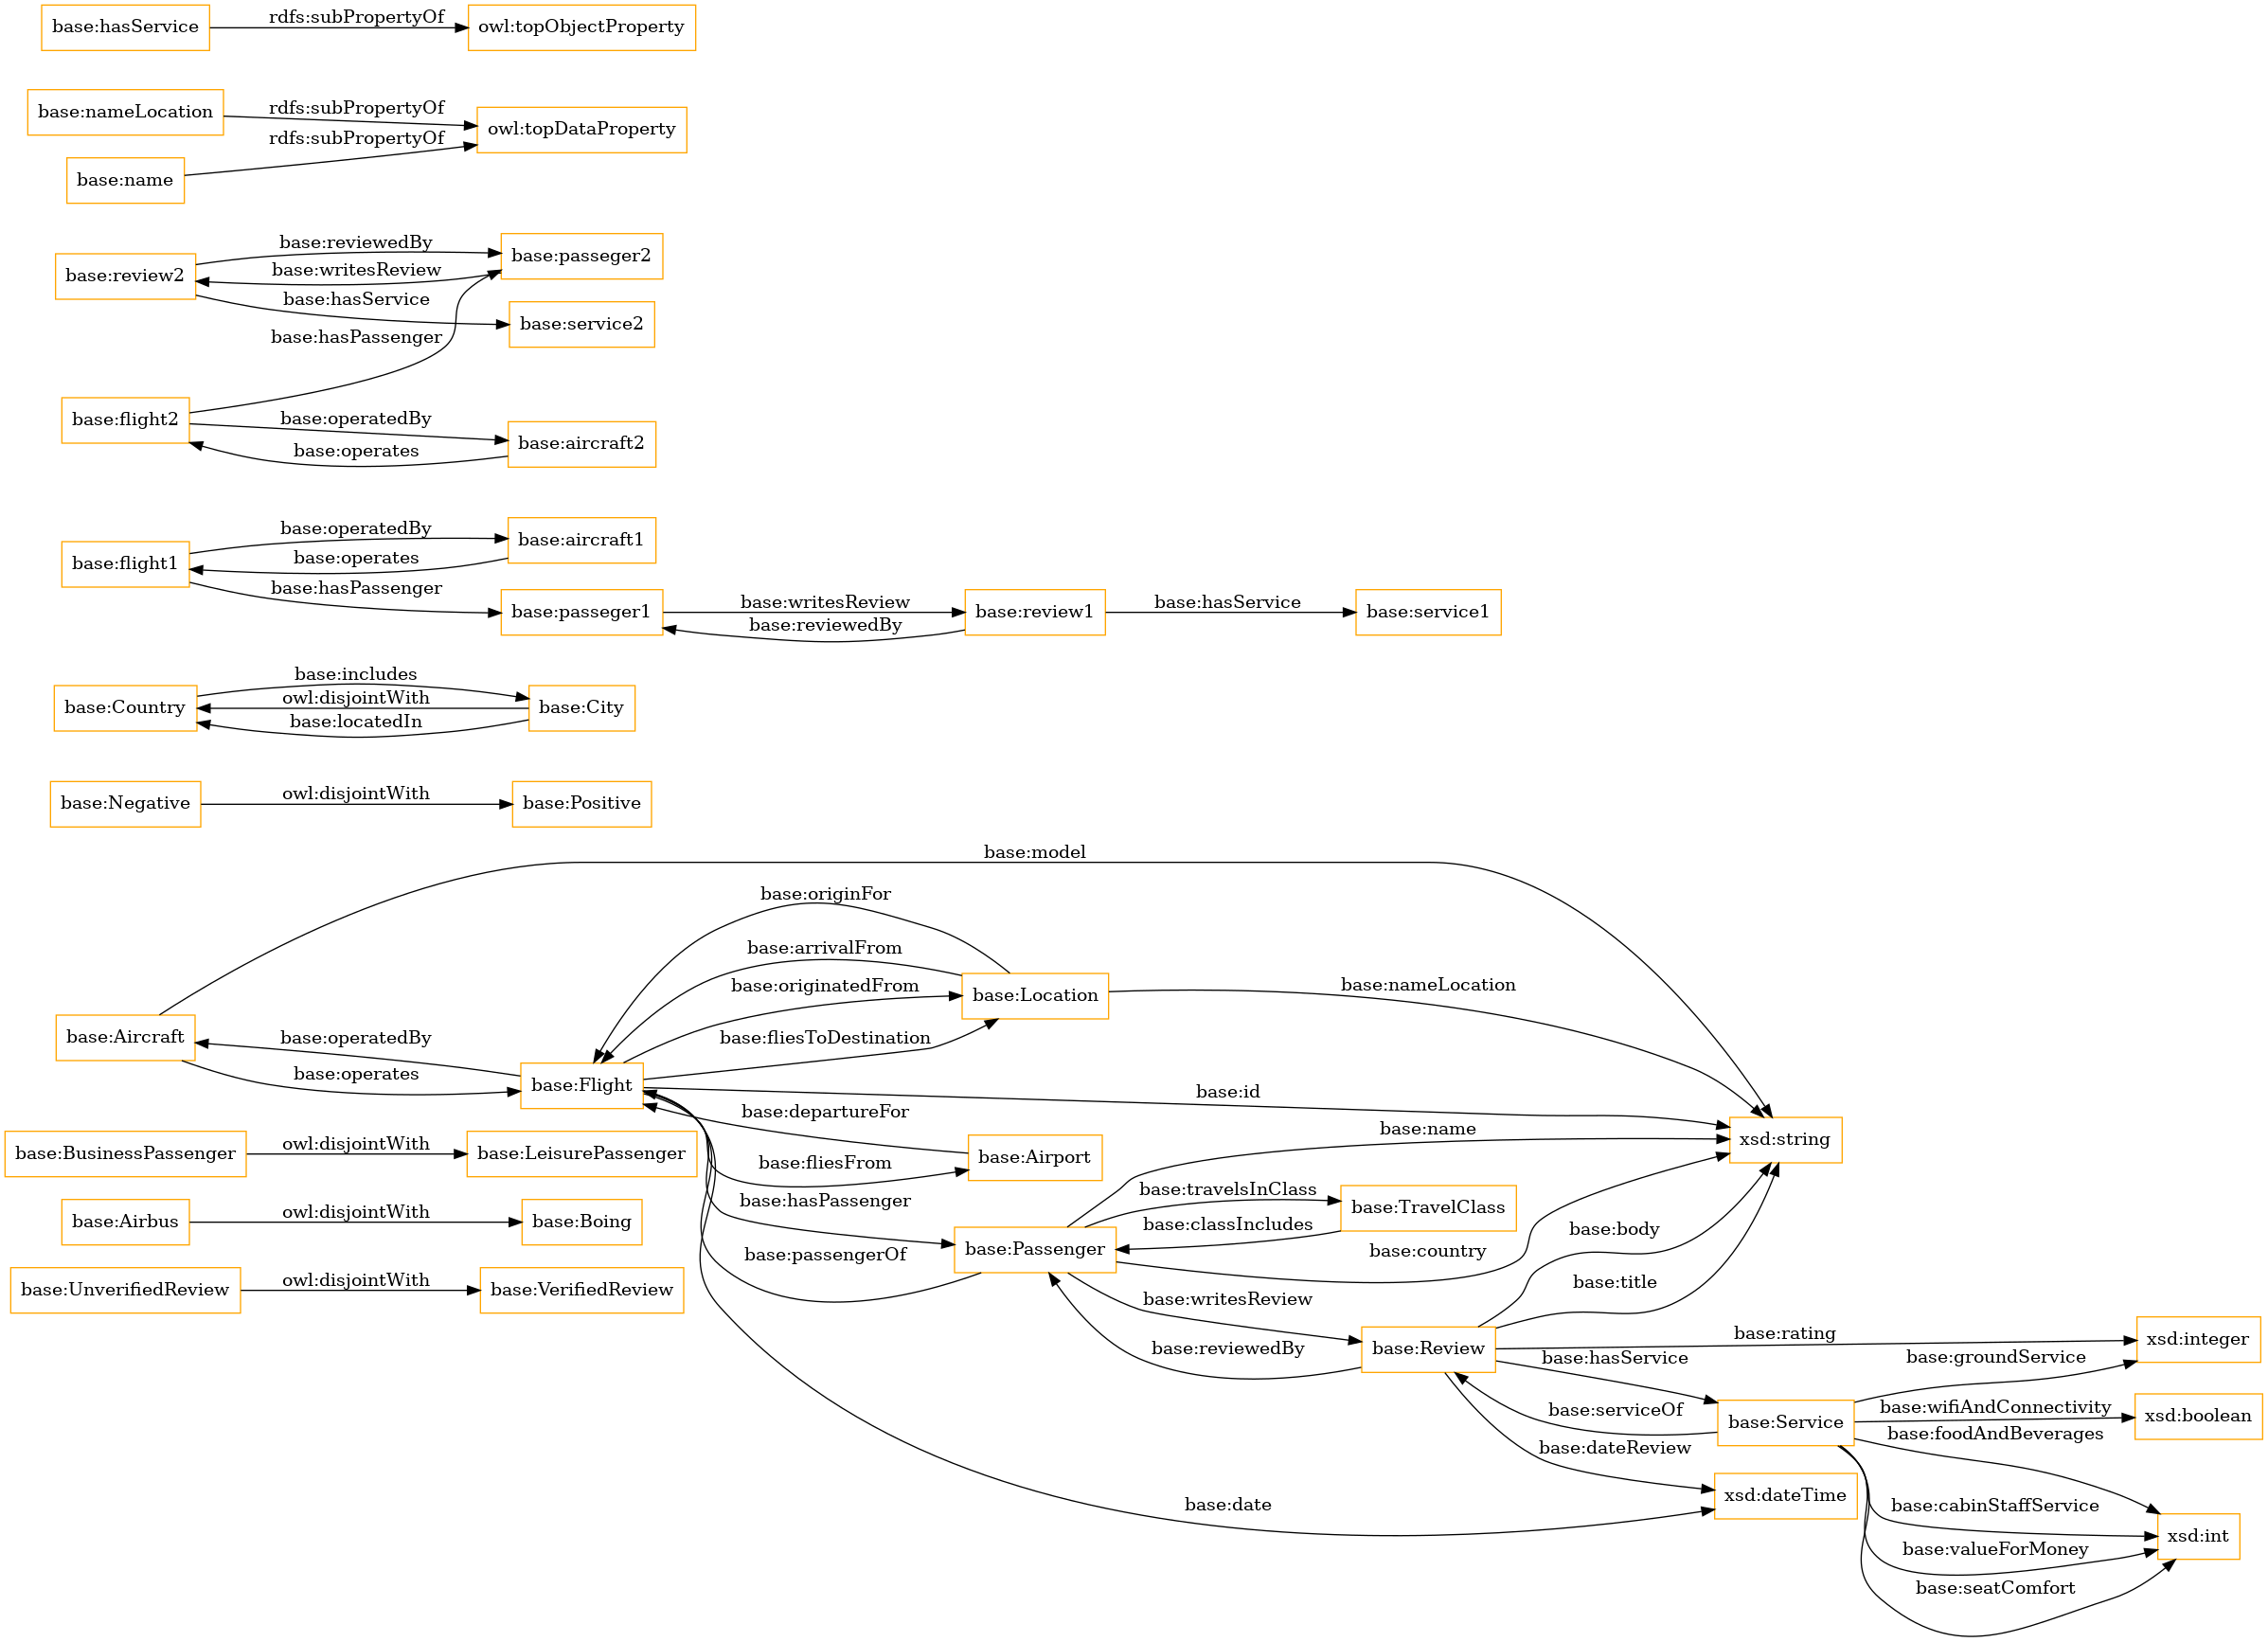 base:hasService
rdfs:subPropertyOf
owl:topObjectProperty
base:nameLocation
rdfs:subPropertyOf
owl:topDataProperty
rdfs:subPropertyOf
base:name
base:review2
base:reviewedBy
base:passeger2
base:writesReview
base:hasService
base:service2
base:hasPassenger
base:flight2
base:operatedBy
base:aircraft2
base:operates
base:flight1
base:operatedBy
base:aircraft1
base:operates
base:hasPassenger
base:passeger1
base:writesReview
base:review1
base:hasService
base:service1
base:reviewedBy
base:Country
base:includes
base:City
owl:disjointWith
base:locatedIn
base:Negative
owl:disjointWith
base:Positive
base:model
base:originFor
base:arrivalFrom
base:originatedFrom
base:Location
base:nameLocation
base:fliesToDestination
base:Aircraft
base:operatedBy
base:operates
base:Flight
base:id
base:departureFor
base:name
xsd:string
base:BusinessPassenger
owl:disjointWith
base:LeisurePassenger
base:fliesFrom
base:Airport
base:travelsInClass
base:TravelClass
base:hasPassenger
base:classIncludes
base:body
base:Airbus
owl:disjointWith
base:Boing
base:passengerOf
base:Passenger
base:country
base:title
base:UnverifiedReview
owl:disjointWith
base:VerifiedReview
base:writesReview
base:reviewedBy
base:Review
base:rating
xsd:integer
base:hasService
base:groundService
base:serviceOf
base:Service
base:wifiAndConnectivity
xsd:boolean
base:foodAndBeverages
base:dateReview
base:date
xsd:dateTime
base:cabinStaffService
xsd:int
base:valueForMoney
base:seatComfort